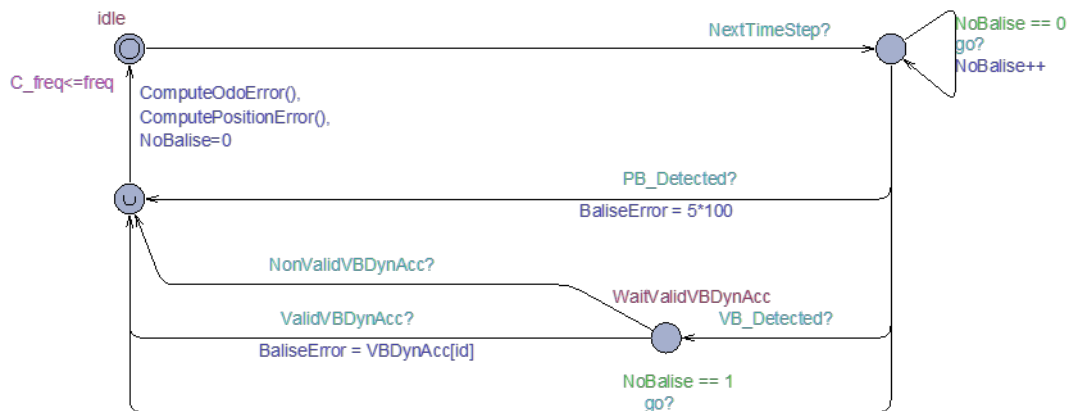 idle
NextTimeStep?
NoBalise == 0
go?
NoBalise++
C_freq<=freq
ComputeOdoError(),
ComputePositionError(),
NoBalise=0
PB_Detected?
BaliseError = 5*100
NonValidVBDynAcc?
WaitValidVBDynAcc
ValidVBDynAcc?
VB_Detected?
BaliseError = VBDynAcc[id]
NoBalise == 1
go?